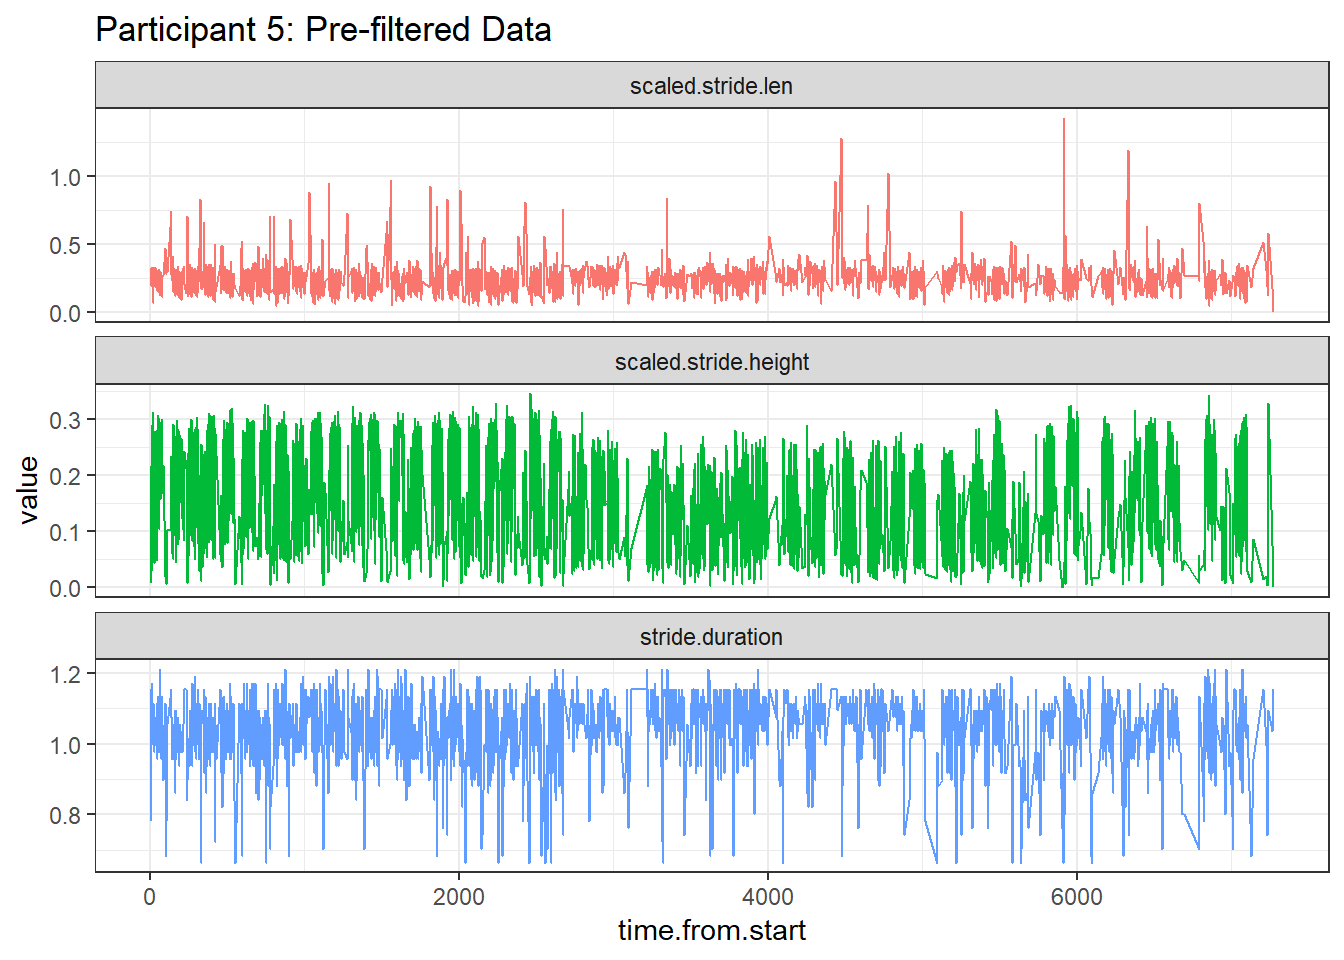 Participant 5: Pre-filtered Data
scaled.stride.len
1.0
0.5
0.0
scaled.stride.height
0.3
0.2
0.1
0.0
value
stride.duration
1.2
1.0
0.8
0 2000 4000 6000
time.from.start